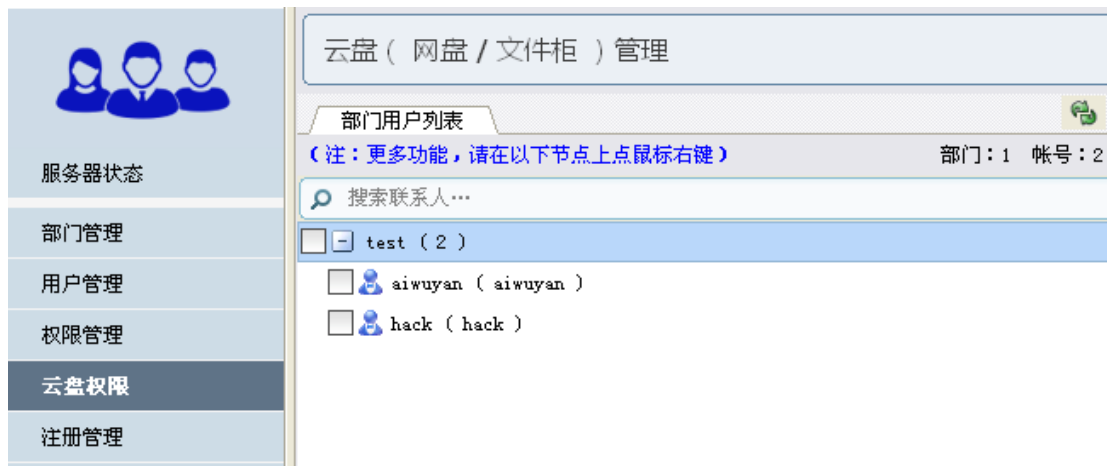 云盘（ 网盘 / 文件柜 ）管理
部门用户列表
（注：更多功能，请在以下节点上点鼠标右键）
部门：1 帐号：2
搜索联系人…
test ( 2 )
aiwuyan ( aiwuyan )
hack ( hack )
服务器状态
部门管理
用户管理
权限管理
云盘权限
注册管理